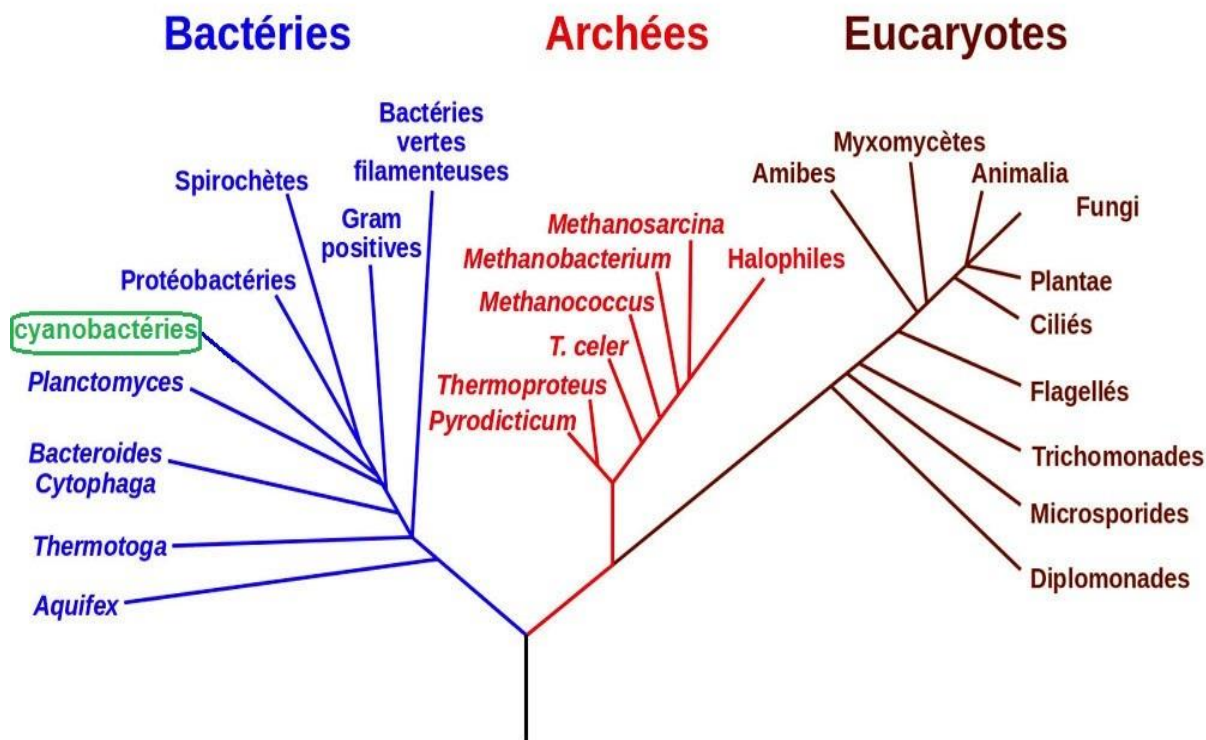 Bactéries
Archées
Eucaryotes
Bactéries
vertes
filamenteuses
Spirochètes
Gram
positives
Protéobactéries
cyanobactéries
Planctomyces
Bacteroides
Cytophaga
Thermotoga
Aquifex
Methanosarcina
Methanobacterium
Halophiles
Methanococcus
T. celer
Thermoproteus
Pyrodicticum
Myxomycètes
Amibes
Animalia
Fungi
Plantae
Ciliés
Flagellés
Trichomonades
Microsporides
Diplomonades